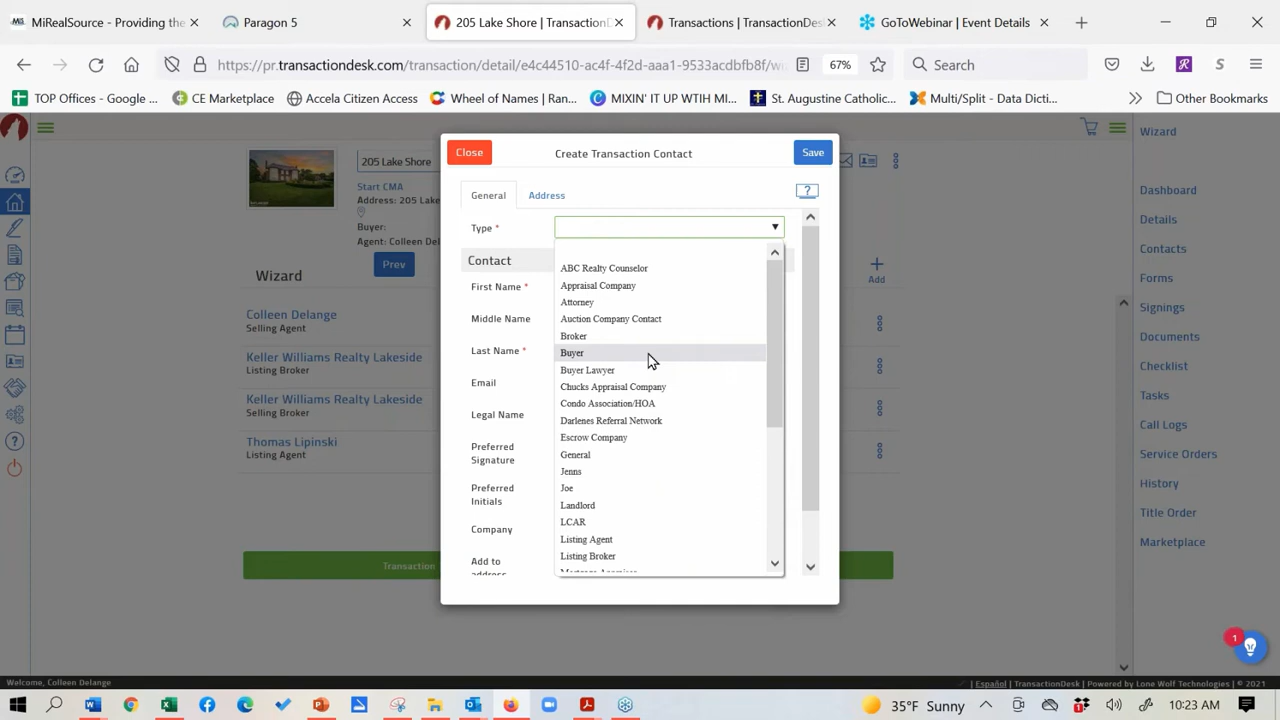 MiRealSource - Providing the
Paragon 5
205 Lake Shore | TransactionD
Transactions | TransactionDesk
GoToWebinar | Event Details
https://pr.transactiondesk.com/transaction/detail/e4c44510-ac4f-4f2d-aaa1-9533acdbfb8f/wi
67%
Search
TOP Offices - Google ...
CE Marketplace
Accela Citizen Access
Wheel of Names | Ran...
MIXIN' IT UP WTIH MI...
St. Augustine Catholic...
Multi/Split - Data Dicti...
Other Bookmarks
205 Lake Shore
Start CMA
Address: 205 Lak
Buyer:
Agent: Colleen Del
Prev
Wizard
Add
Colleen Delange
Selling Agent
Keller Williams Realty Lakeside
Listing Broker
Keller Williams Realty Lakeside
Selling Broker
Thomas Lipinski
Listing Agent
Transaction
Close
Create Transaction Contact
Save
General
Address
?
Type *
Contact
First Name *
Middle Name
Last Name *
Email
Legal Name
Preferred
Signature
Preferred
Initials
Company
Add to
address
ABC Realty Counselor
Appraisal Company
Attorney
Auction Company Contact
Broker
Buyer
Buyer Lawyer
Chucks Appraisal Company
Condo Association/HOA
Darlenes Referral Network
Escrow Company
General
Jenns
Joe
Landlord
LCAR
Listing Agent
Listing Broker
Mortgage Appraiser
Wizard
Dashboard
Details
Contacts
Forms
Signings
Documents
Checklist
Tasks
Call Logs
Service Orders
History
Title Order
Marketplace
1
Welcome, Colleen Delange
| Español | TransactionDesk | Powered by Lone Wolf Technologies | © 2021
35°F Sunny
10:23 AM